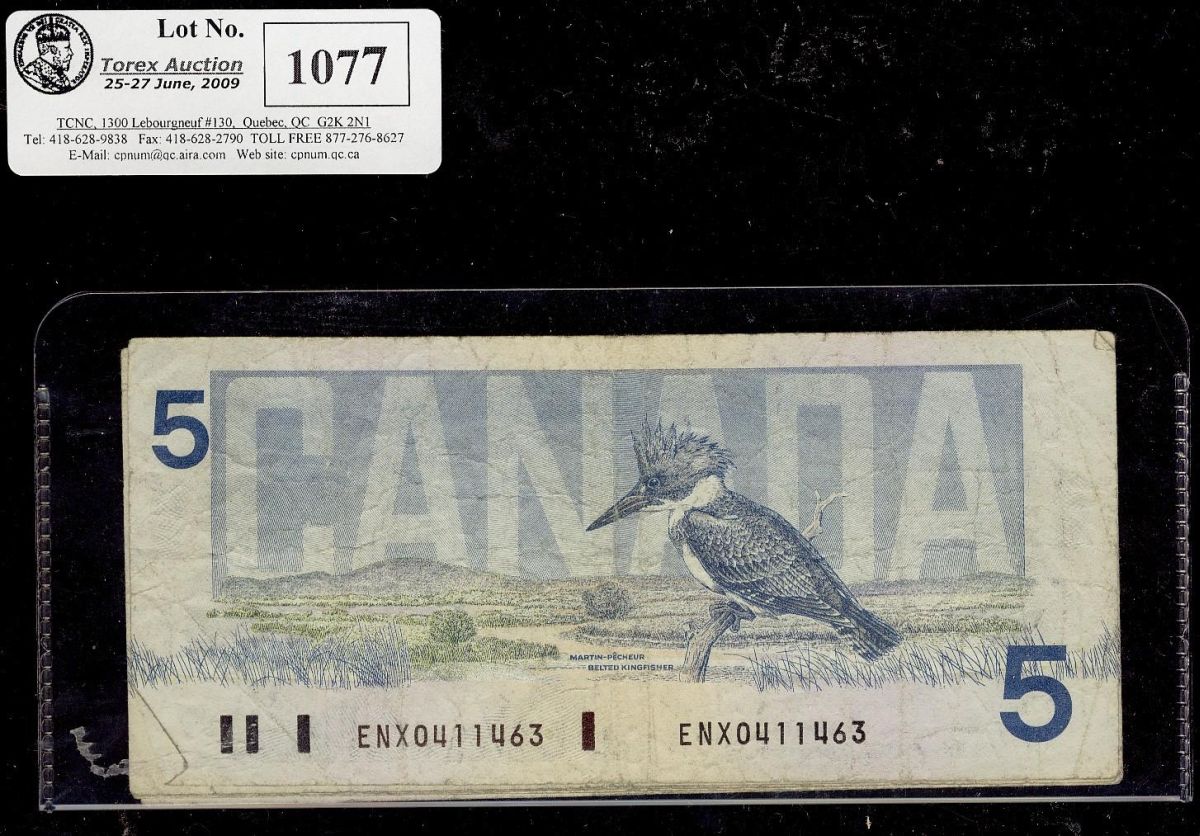 Lot No.
1077
Torex Auction
25-27 June, 2009
TCNC, 1300 Lebourgneuf #130, Quebec, QC G2K 2N1
Tel: 418-628-9838 Fax: 418-628-2790 TOLL FREE 877-276-8627
E-Mail: cpnum@qc.aira.com Web site: cpnum.qc.ca
5
CANADA
MARTIN-PÊCHEUR
BELTED KINGFISHER
5
ENX0411463 ENX0411463